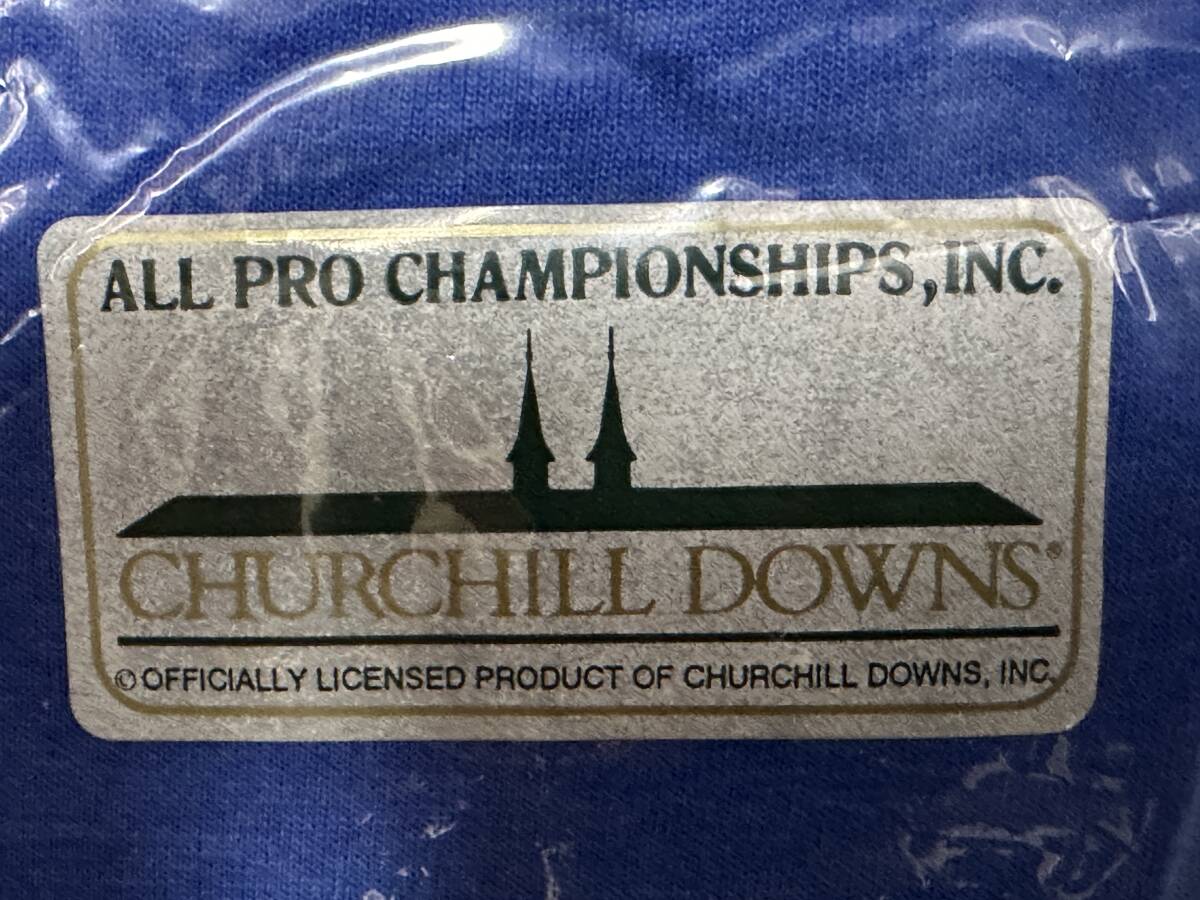 ALL PRO CHAMPIONSHIPS, INC.
CHURCHILL DOWNS®
© OFFICIALLY LICENSED PRODUCT OF CHURCHILL DOWNS, INC.